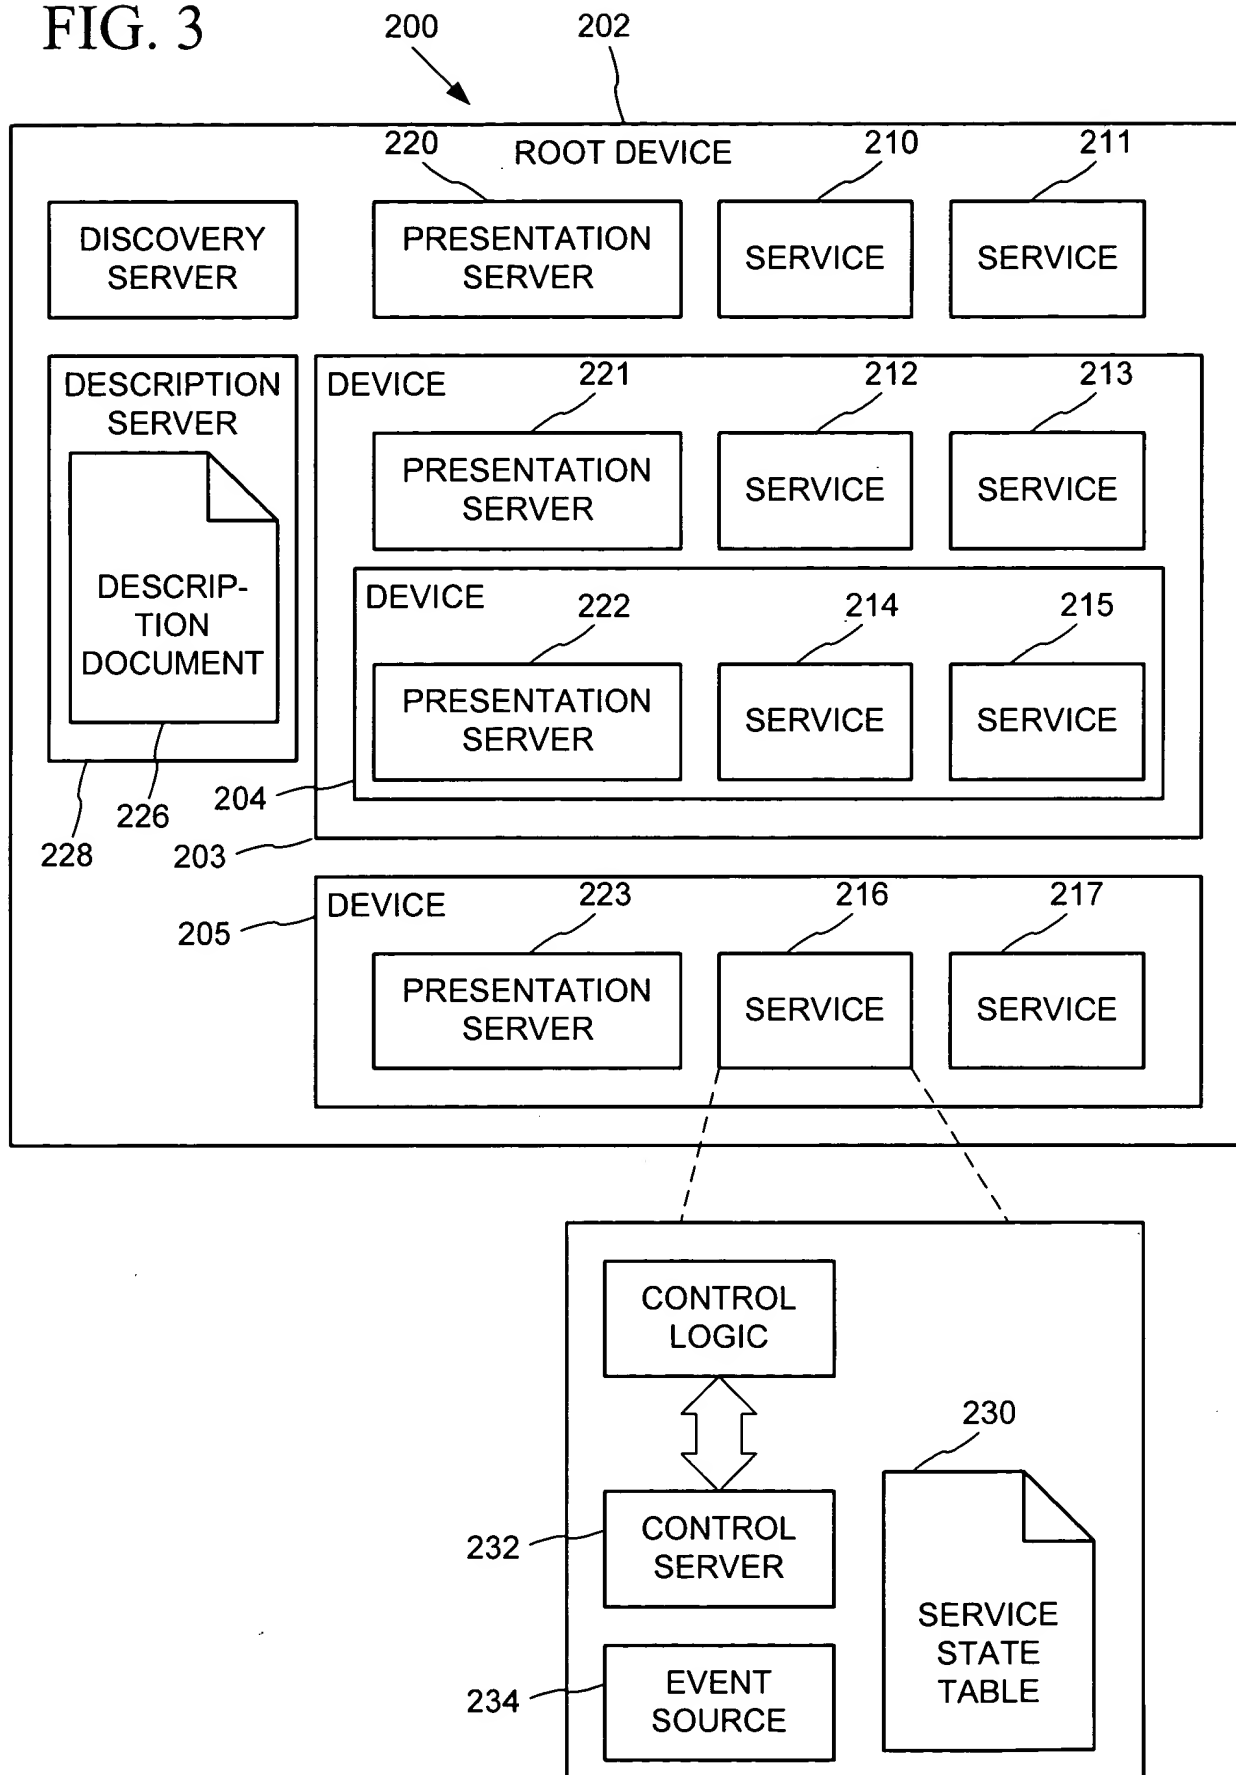 FIG. 3
200
202
ROOT DEVICE
220
210
211
DISCOVERY
SERVER
PRESENTATION
SERVER
SERVICE
SERVICE
DESCRIPTION
SERVER
DESCRIP-
TION
DOCUMENT
226
228
DEVICE
221
212
213
PRESENTATION
SERVER
SERVICE
SERVICE
DEVICE
222
214
215
PRESENTATION
SERVER
SERVICE
SERVICE
204
203
DEVICE
205
223
216
217
PRESENTATION
SERVER
SERVICE
SERVICE
CONTROL
LOGIC
230
232
CONTROL
SERVER
SERVICE
STATE
TABLE
234
EVENT
SOURCE